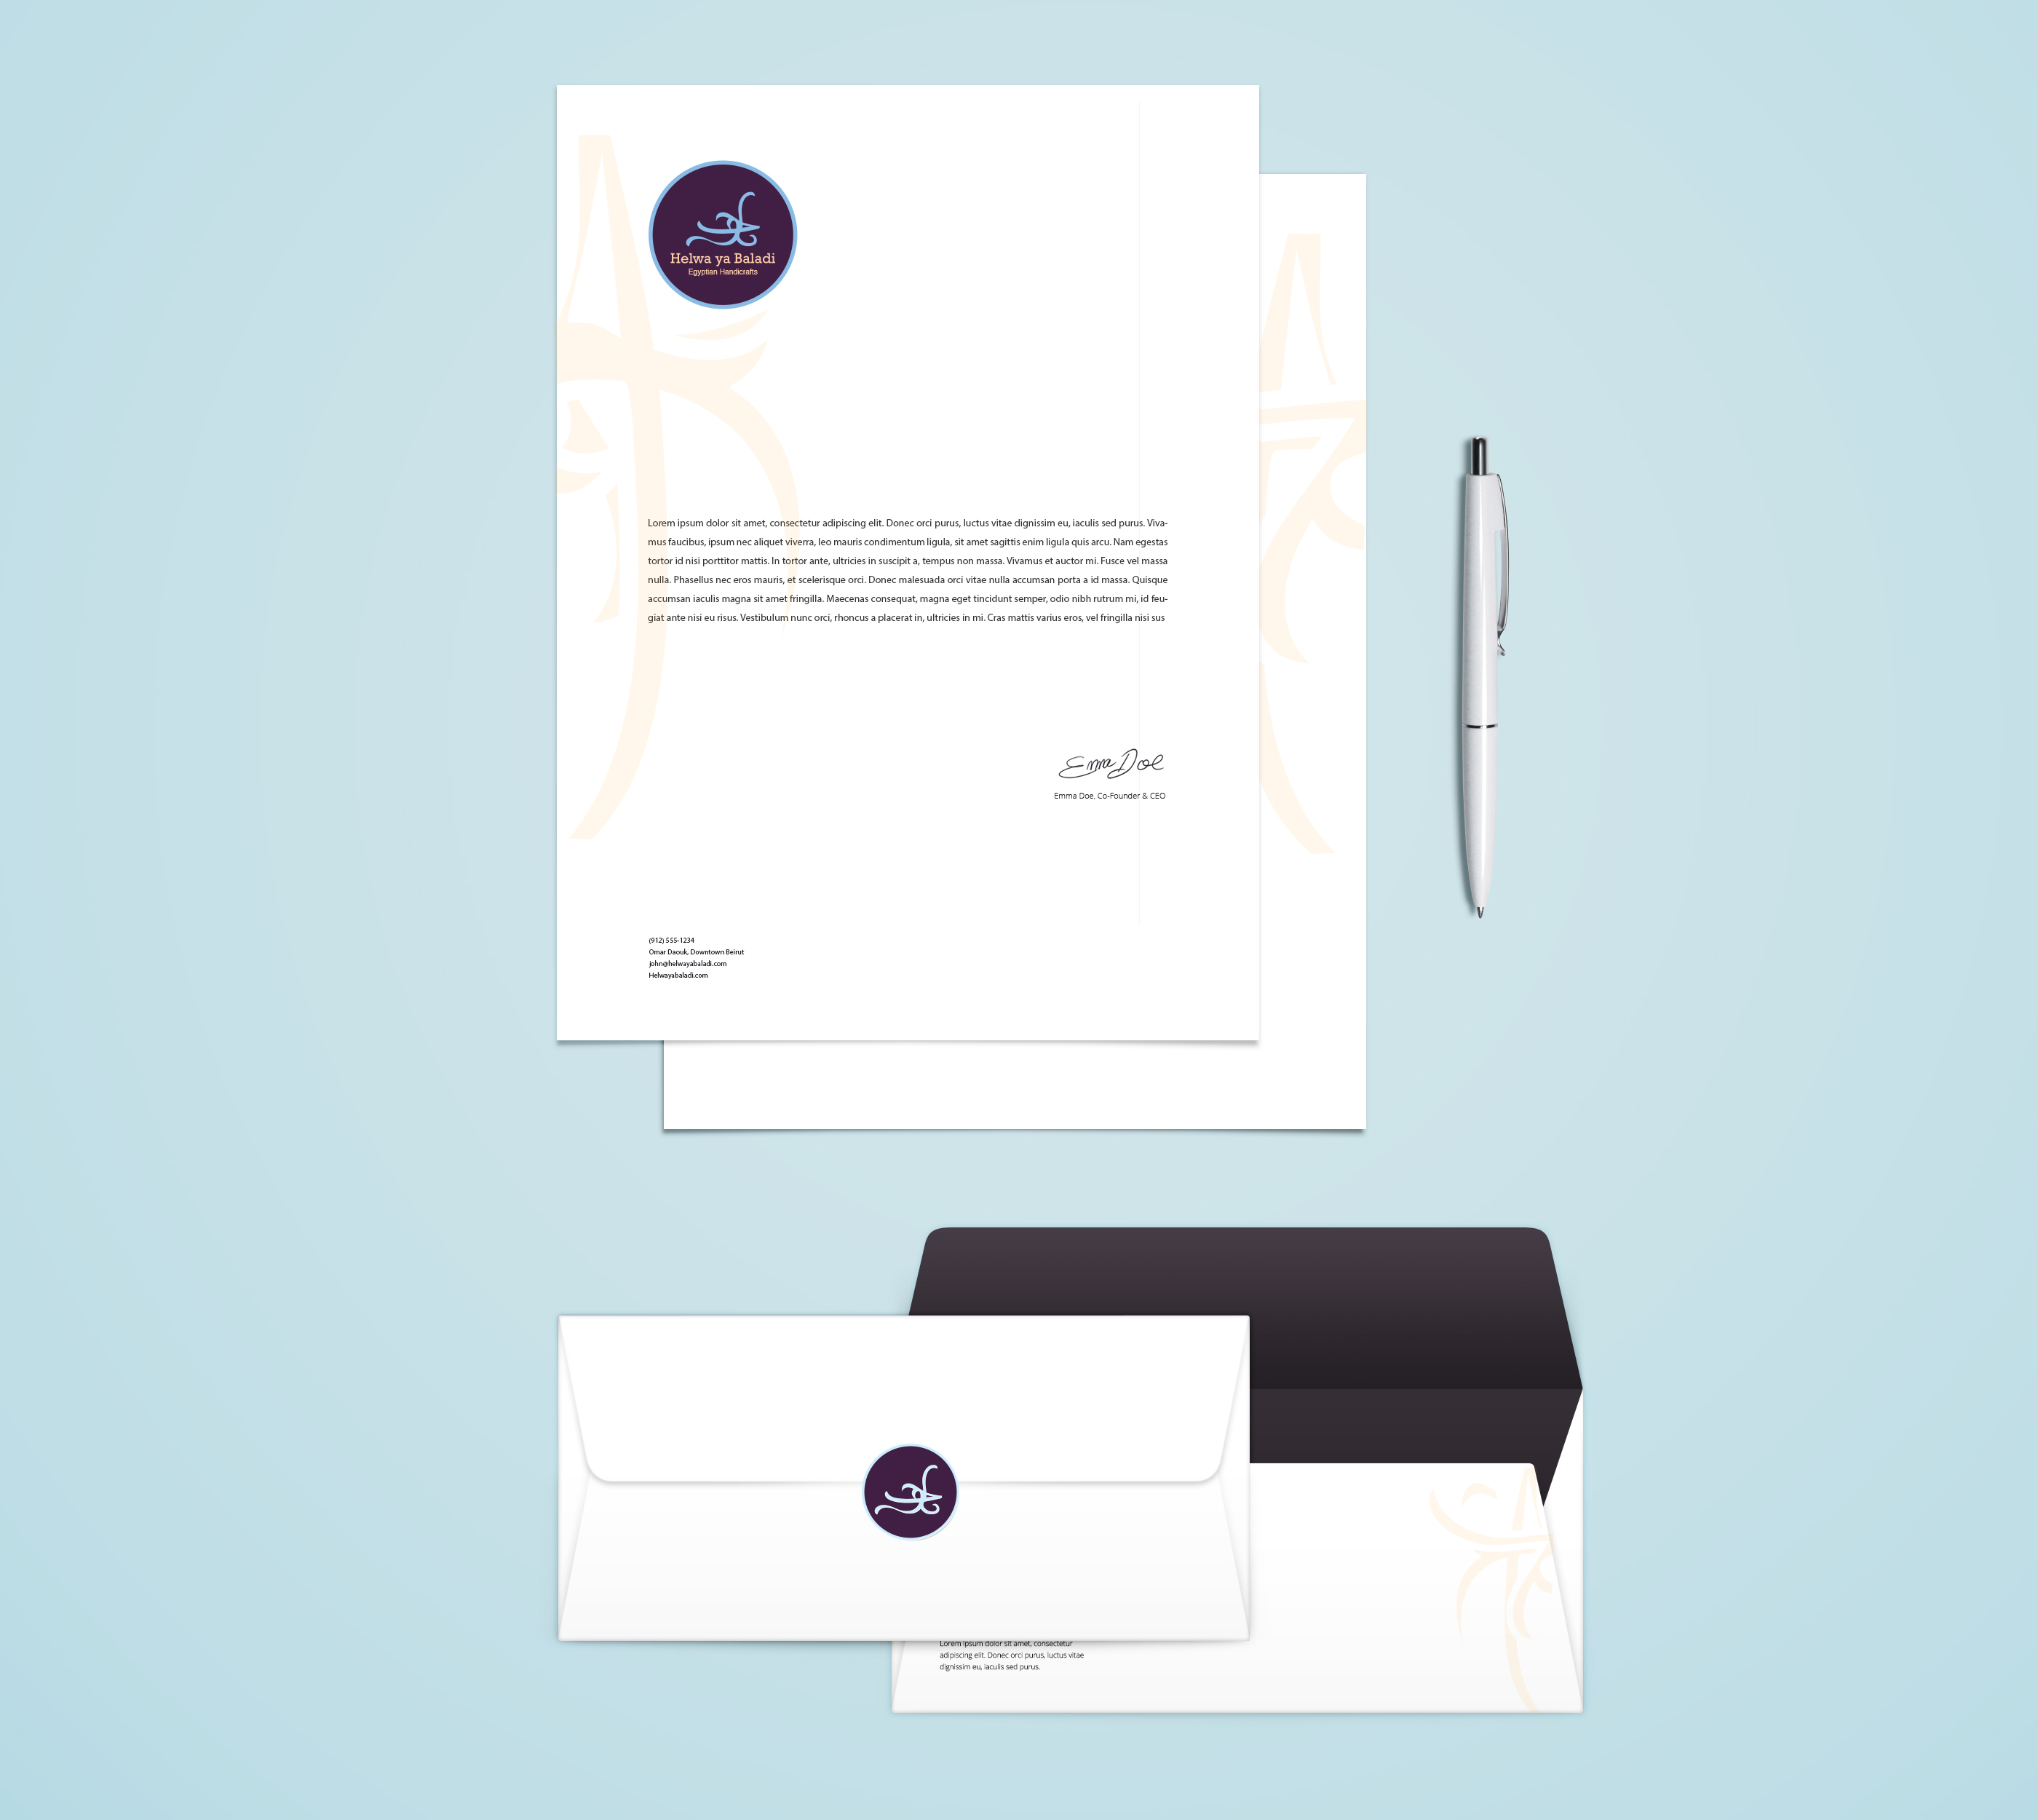 Helwa ya Baladi
Egyptian Handicrafts
Lorem ipsum dolor sit amet, consectetur adipiscing elit. Donec orci purus, luctus vitae dignissim eu, iaculis sed purus. Viva-
mus faucibus, ipsum nec aliquet viverra, leo mauris condimentum ligula, sit amet sagittis enim ligula quis arcu. Nam egestas
tortor id nisi porttitor mattis. In tortor ante, ultricies in suscipit a, tempus non massa. Vivamus et auctor mi. Fusce vel massa
nulla. Phasellus nec eros mauris, et scelerisque orci. Donec malesuada orci vitae nulla accumsan porta a id massa. Quisque
accumsan iaculis magna sit amet fringilla. Maecenas consequat, magna eget tincidunt semper, odio nibh rutrum mi, id feu-
giat ante nisi eu risus. Vestibulum nunc orci, rhoncus a placerat in, ultricies in mi. Cras mattis varius eros, vel fringilla nisi sus
Emma Doe
Emma Doe, Co-Founder & CEO
(912) 555-1234
Omar Daouk, Downtown Beirut
john@helwayabaladi.com
Helwayabaladi.com
Lorem ipsum dolor sit amet, consectetur
adipiscing elit. Donec orci purus, luctus vitae
dignissim eu, iaculis sed purus.